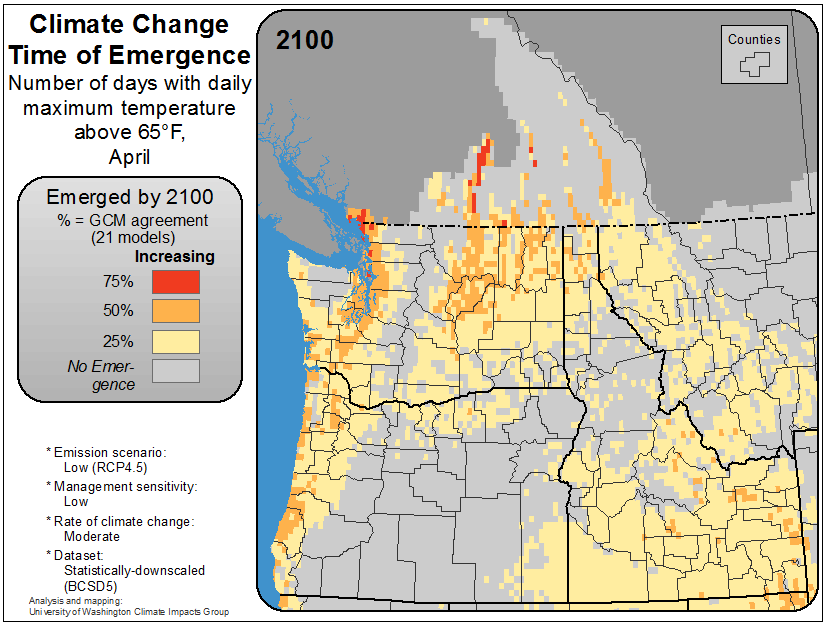 Climate Change
Time of Emergence
Number of days with daily
maximum temperature
above 65°F,
April
2100
Counties
Emerged by 2100
% = GCM agreement
(21 models)
Increasing
75%
50%
25%
No Emer-
gence
* Emission scenario:
Low (RCP4.5)
* Management sensitivity:
Low
* Rate of climate change:
Moderate
* Dataset:
Statistically-downscaled
(BCSD5)
Analysis and mapping:
University of Washington Climate Impacts Group